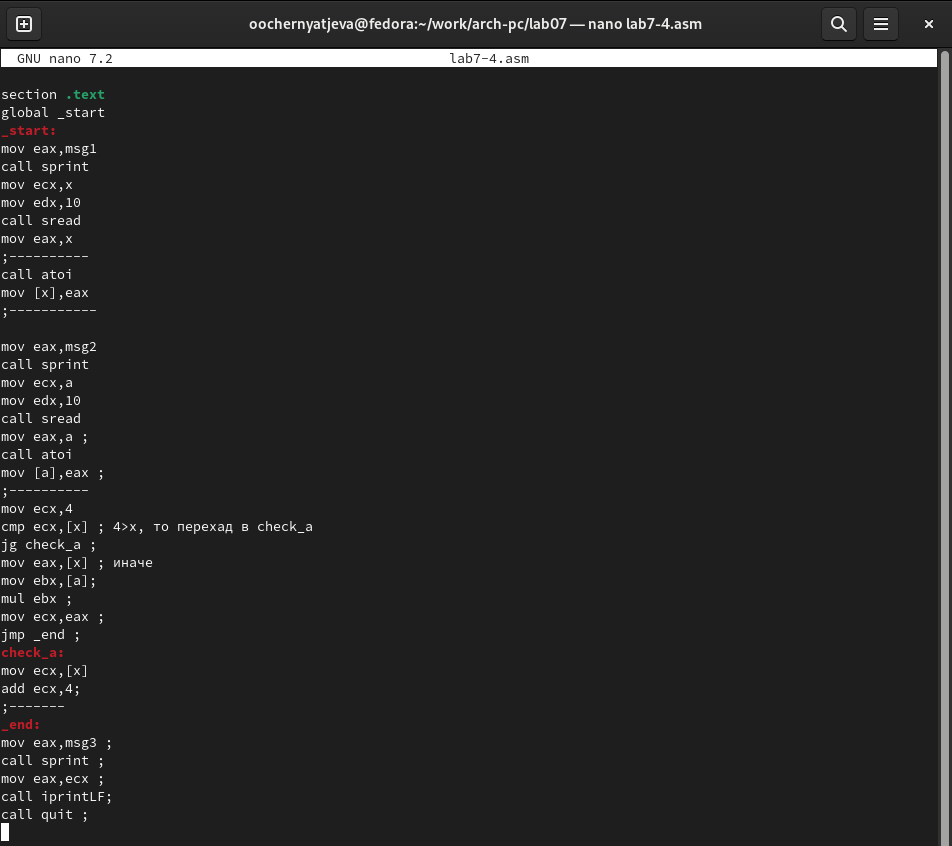 oochernyatjeva@fedora:~/work/arch-pc/lab07 — nano lab7-4.asm
GNU nano 7.2 lab7-4.asm
section .text
global _start
_start:
mov eax,msg1
call sprint
mov ecx,x
mov edx,10
call sread
mov eax,x
;----------
call atoi
mov [x],eax
;-----------
mov eax,msg2
call sprint
mov ecx,a
mov edx,10
call sread
mov eax,a ;
call atoi
mov [a],eax ;
;----------
mov ecx,4
cmp ecx,[x] ; 4>x, то перехад в check_a
jg check_a ;
mov eax,[x] ; иначе
mov ebx,[a];
mul ebx ;
mov ecx,eax ;
jmp _end ;
check_a:
mov ecx,[x]
add ecx,4;
;-------
_end:
mov eax,msg3 ;
call sprint ;
mov eax,ecx ;
call iprintLF;
call quit ;